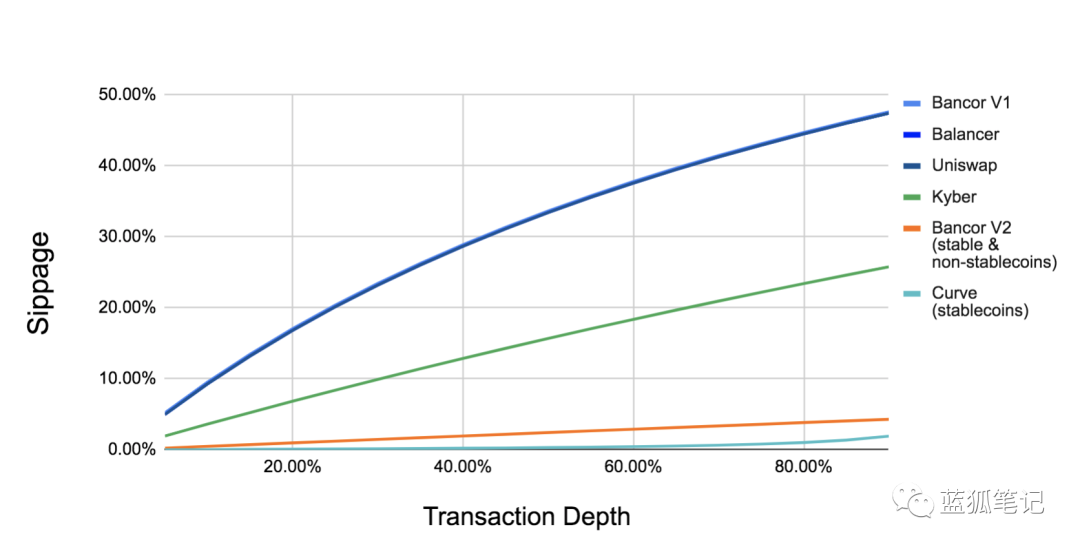 50.00%
40.00%
30.00%
20.00%
10.00%
0.00%
Sippage
20.00%
40.00%
60.00%
80.00%
Transaction Depth
Bancor V1
Balancer
Uniswap
Kyber
Bancor V2
(stable &
non-stablecoins)
Curve
(stablecoins)
蓝狐笔记